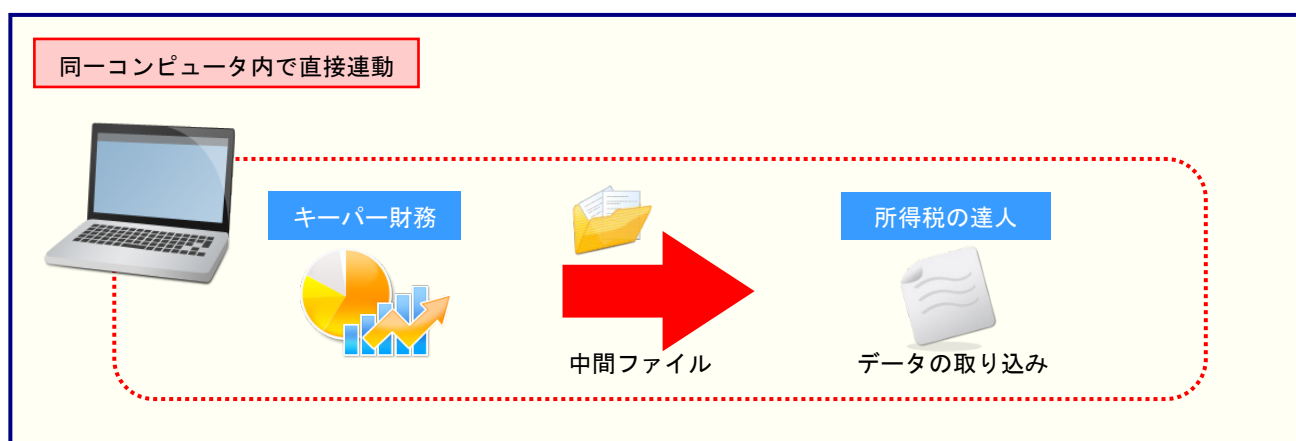 同一コンピュータ内で直接連動
キーパー財務
所得税の達人
中間ファイル
データの取り込み